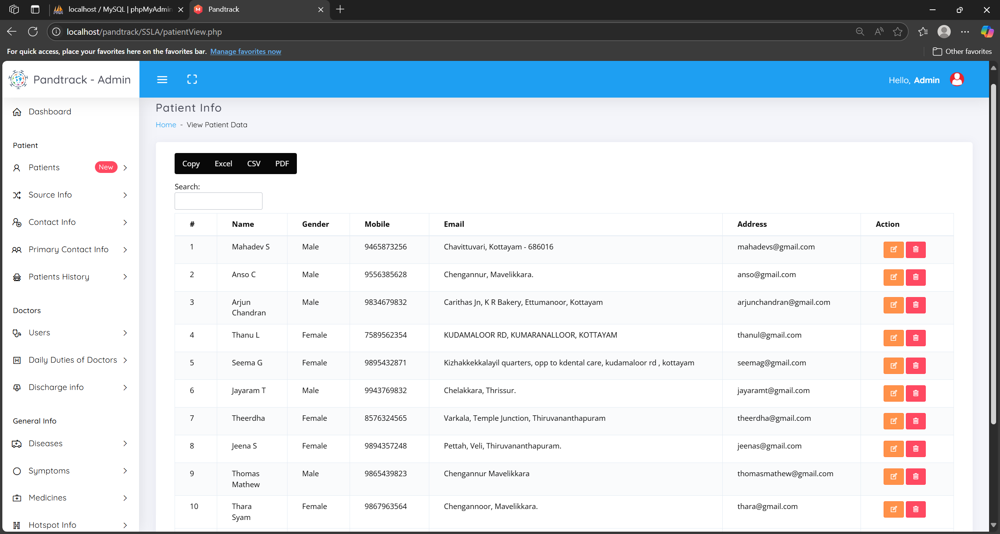 localhost / MySQL | phpMyAdmin
Pandtrack
localhost/pandtrack/SSLA/patientView.php
For quick access, place your favorites here on the favorites bar. Manage favorites now
Other favorites
Pandtrack - Admin
Hello, Admin
Dashboard
Patient
Patients New
Source Info
Contact Info
Primary Contact Info
Patients History
Doctors
Users
Daily Duties of Doctors
Discharge info
General Info
Diseases
Symptoms
Medicines
Hotspot Info
Patient Info
Home - View Patient Data
Copy Excel CSV PDF
Search:
# Name Gender Mobile Email Address Action
1 Mahadev S Male 9465873256 Chavittuvari, Kottayam - 686016 mahadevs@gmail.com
2 Anso C Male 9556385628 Chengannur, Mavelikkara. anso@gmail.com
3 Arjun Male 9834679832 Carithas Jn, K R Bakery, Ettumanoor, Kottayam arjunchandran@gmail.com
Chandran
4 Thanu L Female 7589562354 KUDAMALOOR RD, KUMARANALLOOR, KOTTAYAM thanul@gmail.com
5 Seema G Female 9895432871 Kizhakkekkalayil quarters, opp to kdental care, kudamaloor rd , kottayam seemag@gmail.com
6 Jayaram T Male 9943769832 Chelakkara, Thrissur. jayaramt@gmail.com
7 Theerdha Female 8576324565 Varkala, Temple Junction, Thiruvananthapuram theerdha@gmail.com
8 Jeena S Female 9894357248 Pettah, Veli, Thiruvananthapuram. jeenas@gmail.com
9 Thomas Male 9865439823 Chengannur Mavelikkara thomasmathew@gmail.com
Mathew
10 Thara Female 9867963564 Chengannoor, Mavelikkara. thara@gmail.com
Syam